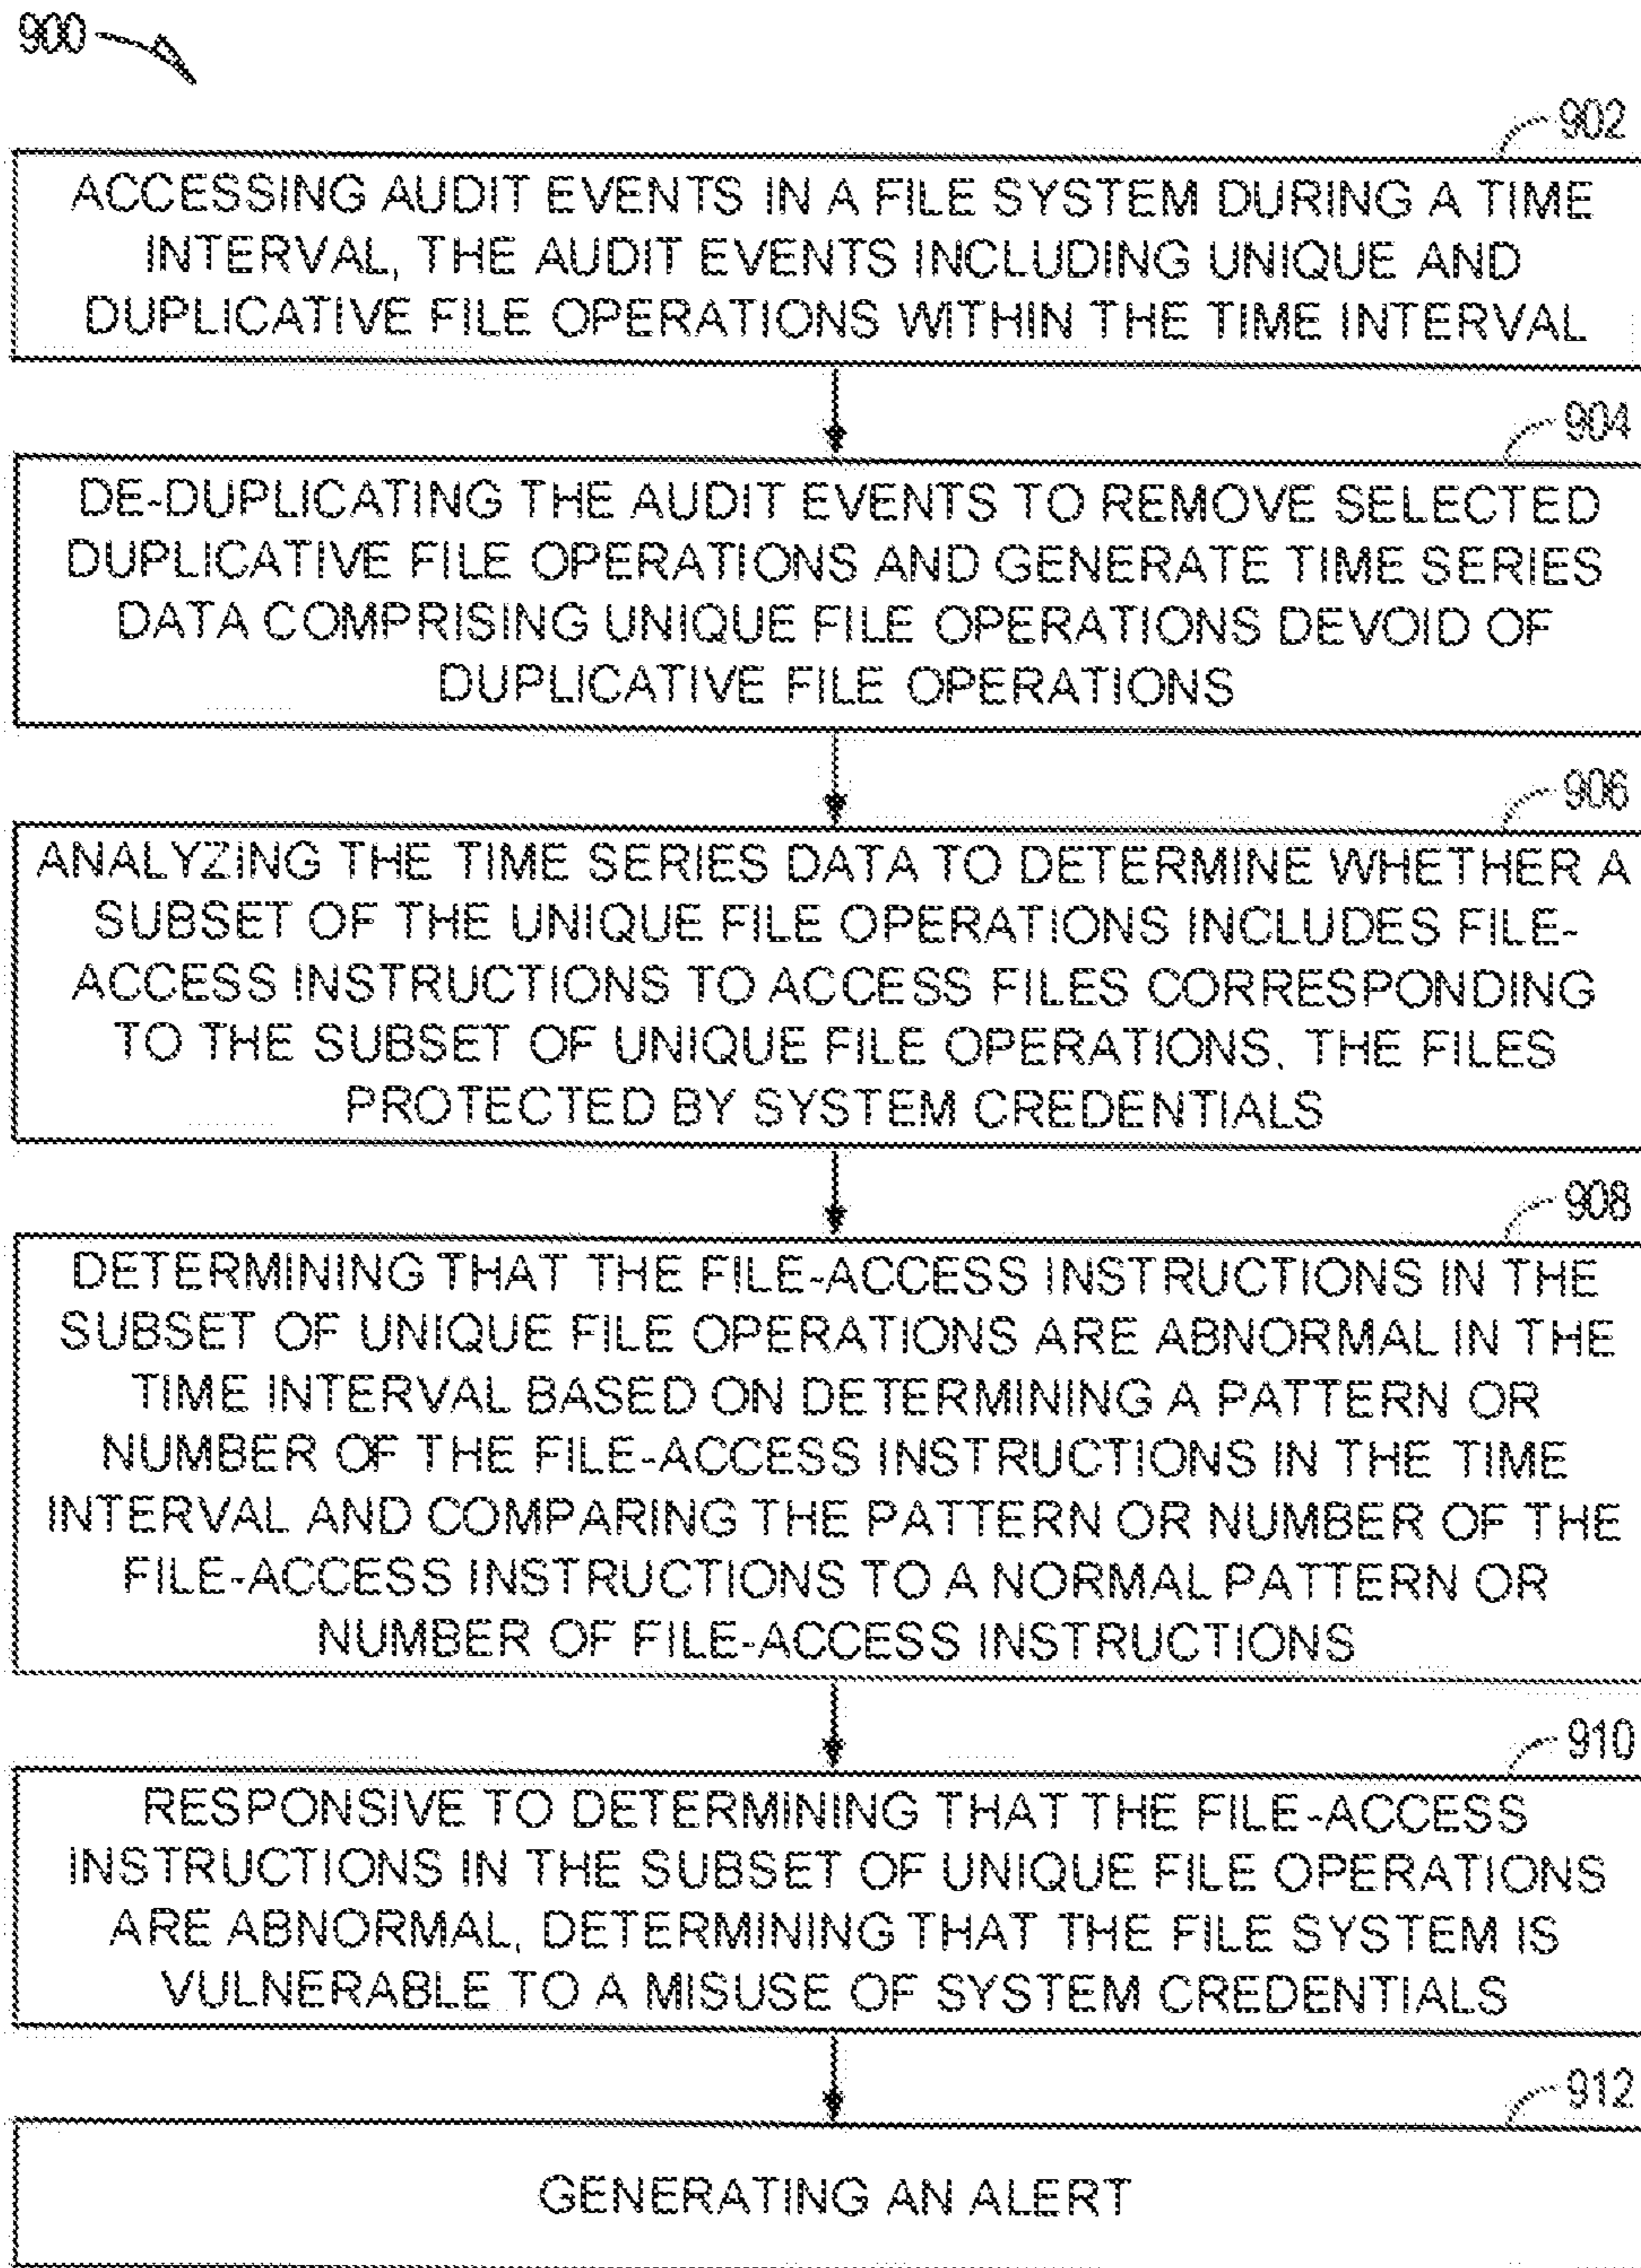 900
902
ACCESSING AUDIT EVENTS IN A FILE SYSTEM DURING A TIME
INTERVAL, THE AUDIT EVENTS INCLUDING UNIQUE AND
DUPLICATIVE FILE OPERATIONS WITHIN THE TIME INTERVAL
904
DE-DUPLICATING THE AUDIT EVENTS TO REMOVE SELECTED
DUPLICATIVE FILE OPERATIONS AND GENERATE TIME SERIES
DATA COMPRISING UNIQUE FILE OPERATIONS DEVOID OF
DUPLICATIVE FILE OPERATIONS
906
ANALYZING THE TIME SERIES DATA TO DETERMINE WHETHER A
SUBSET OF THE UNIQUE FILE OPERATIONS INCLUDES FILE-
ACCESS INSTRUCTIONS TO ACCESS FILES CORRESPONDING
TO THE SUBSET OF UNIQUE FILE OPERATIONS, THE FILES
PROTECTED BY SYSTEM CREDENTIALS
908
DETERMINING THAT THE FILE-ACCESS INSTRUCTIONS IN THE
SUBSET OF UNIQUE FILE OPERATIONS ARE ABNORMAL IN THE
TIME INTERVAL BASED ON DETERMINING A PATTERN OR
NUMBER OF THE FILE-ACCESS INSTRUCTIONS IN THE TIME
INTERVAL AND COMPARING THE PATTERN OR NUMBER OF THE
FILE-ACCESS INSTRUCTIONS TO A NORMAL PATTERN OR
NUMBER OF FILE-ACCESS INSTRUCTIONS
910
RESPONSIVE TO DETERMINING THAT THE FILE-ACCESS
INSTRUCTIONS IN THE SUBSET OF UNIQUE FILE OPERATIONS
ARE ABNORMAL, DETERMINING THAT THE FILE SYSTEM IS
VULNERABLE TO A MISUSE OF SYSTEM CREDENTIALS
912
GENERATING AN ALERT